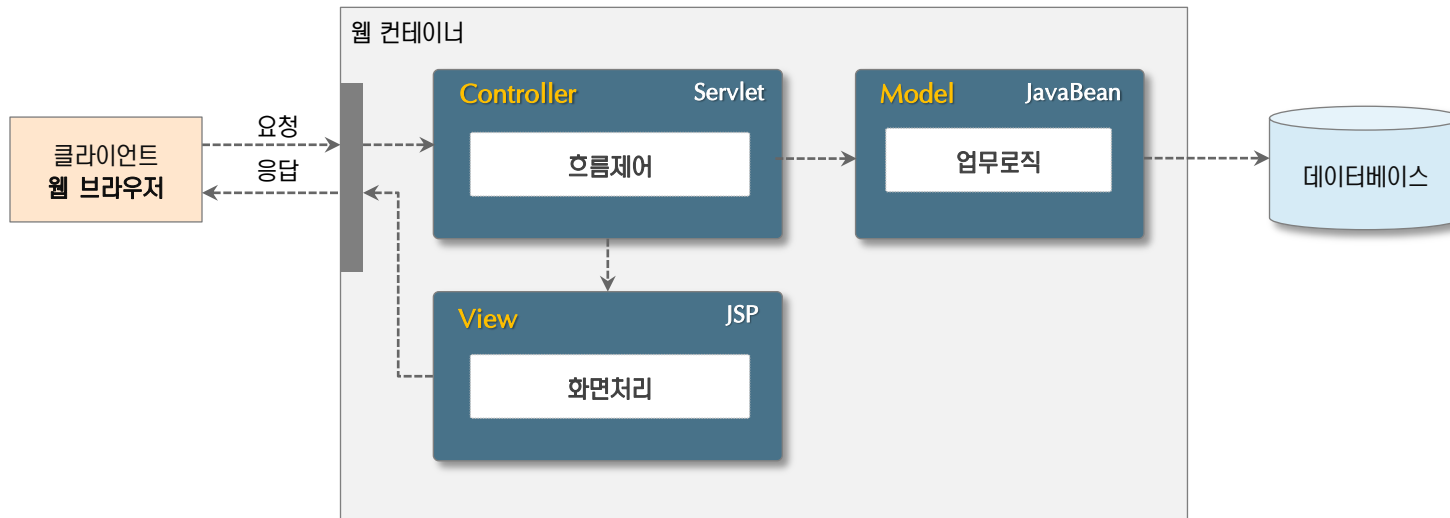 웹 컨테이너
Controller Servlet
흐름제어
Model JavaBean
업무로직
클라이언트
웹 브라우저
요청
응답
데이터베이스
View JSP
화면처리